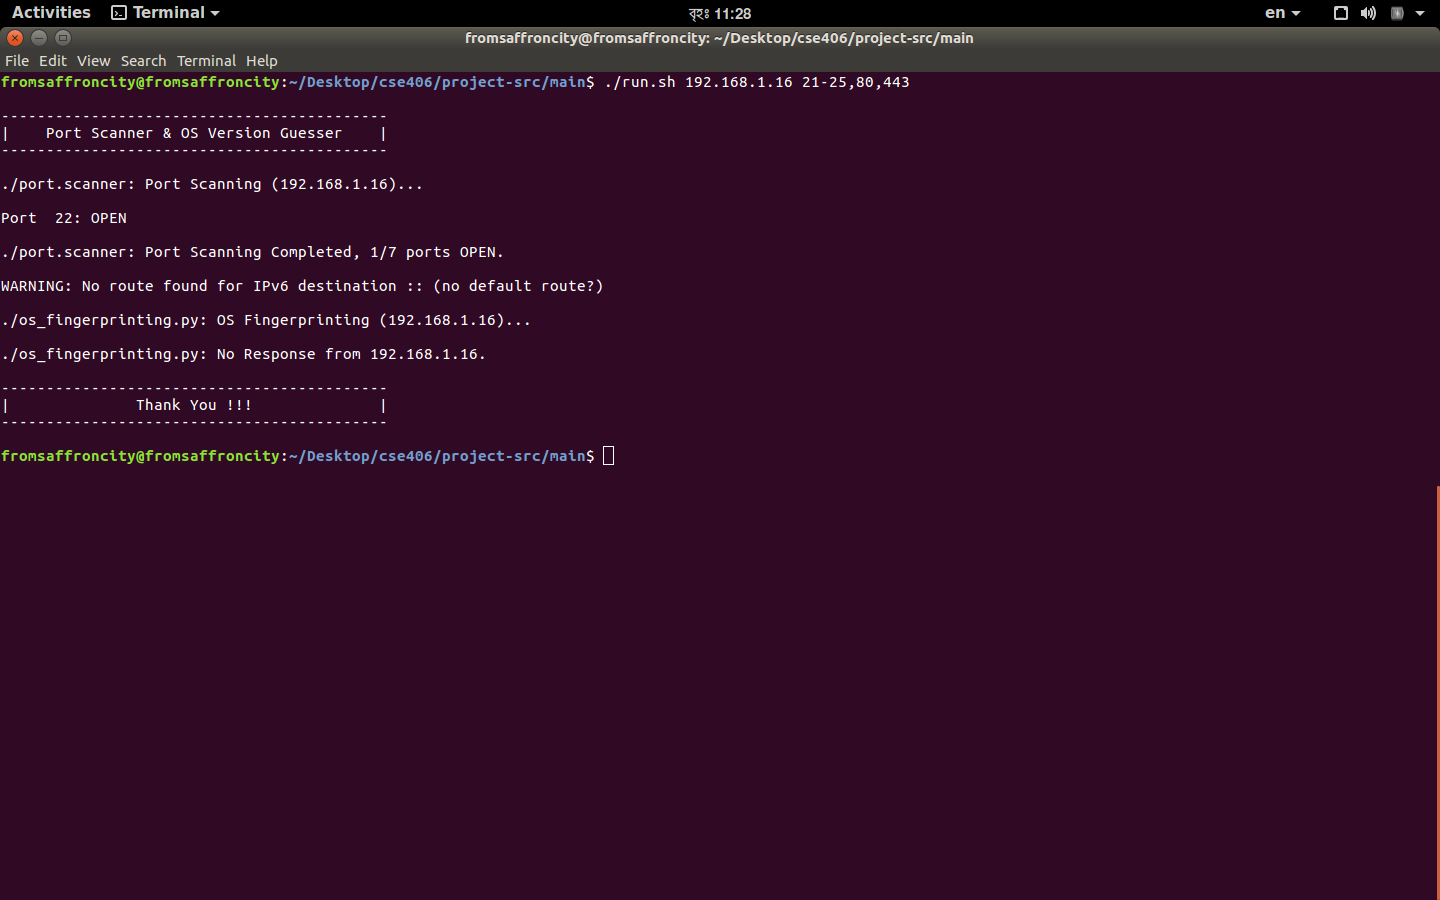 Activities Terminal বৃহঃ 11:28 en
fromsaffroncity@fromsaffroncity: ~/Desktop/cse406/project-src/main
File Edit View Search Terminal Help
fromsaffroncity@fromsaffroncity:~/Desktop/cse406/project-src/main$ ./run.sh 192.168.1.16 21-25,80,443
-------------------------------------------
|    Port Scanner & OS Version Guesser    |
-------------------------------------------
./port.scanner: Port Scanning (192.168.1.16)...
Port  22: OPEN
./port.scanner: Port Scanning Completed, 1/7 ports OPEN.
WARNING: No route found for IPv6 destination :: (no default route?)
./os_fingerprinting.py: OS Fingerprinting (192.168.1.16)...
./os_fingerprinting.py: No Response from 192.168.1.16.
-------------------------------------------
|              Thank You !!!              |
-------------------------------------------
fromsaffroncity@fromsaffroncity:~/Desktop/cse406/project-src/main$